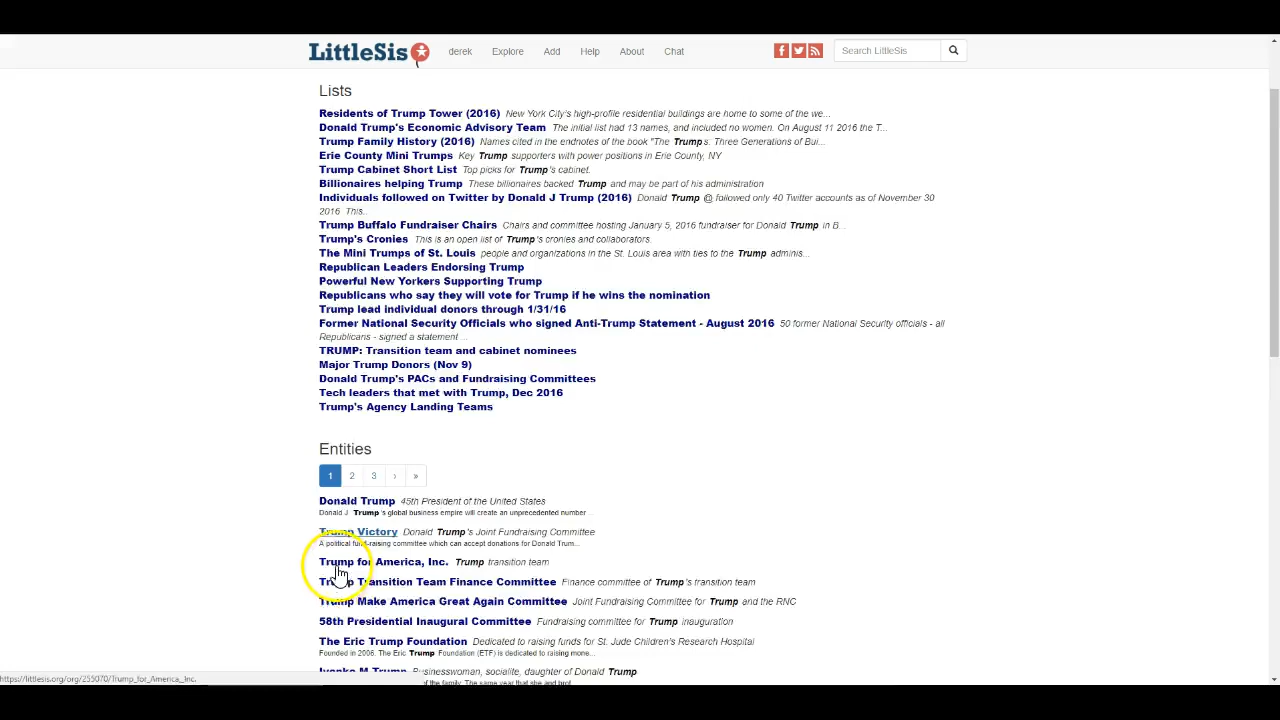 LittleSis derek Explore Add Help About Chat Search LittleSis
Lists
Residents of Trump Tower (2016) New York City's high-profile residential buildings are home to some of the we...
Donald Trump's Economic Advisory Team The initial list had 13 names, and included no women. On August 11 2016 the T...
Trump Family History (2016) Names cited in the endnotes of the book "The Trumps: Three Generations of Bui...
Erie County Mini Trumps Key Trump supporters with power positions in Erie County, NY
Trump Cabinet Short List Top picks for Trump's cabinet.
Billionaires helping Trump These billionaires backed Trump and may be part of his administration
Individuals followed on Twitter by Donald J Trump (2016) Donald Trump @ followed only 40 Twitter accounts as of November 30
2016 This..
Trump Buffalo Fundraiser Chairs Chairs and committee hosting January 5, 2016 fundraiser for Donald Trump in B...
Trump's Cronies This is an open list of Trump's cronies and collaborators.
The Mini Trumps of St. Louis people and organizations in the St. Louis area with ties to the Trump adminis...
Republican Leaders Endorsing Trump
Powerful New Yorkers Supporting Trump
Republicans who say they will vote for Trump if he wins the nomination
Trump lead individual donors through 1/31/16
Former National Security Officials who signed Anti-Trump Statement - August 2016 50 former National Security officials - all
Republicans - signed a statement ...
TRUMP: Transition team and cabinet nominees
Major Trump Donors (Nov 9)
Donald Trump's PACs and Fundraising Committees
Tech leaders that met with Trump, Dec 2016
Trump's Agency Landing Teams
Entities
1 2 3 › »
Donald Trump 45th President of the United States
Donald J Trump's global business empire will create an unprecedented number ...
Trump Victory Donald Trump's Joint Fundraising Committee
A political fund-raising committee which can accept donations for Donald Trum...
Trump for America, Inc. Trump transition team
Trump Transition Team Finance Committee Finance committee of Trump's transition team
Trump Make America Great Again Committee Joint Fundraising Committee for Trump and the RNC
58th Presidential Inaugural Committee Fundraising committee for Trump inauguration
The Eric Trump Foundation Dedicated to raising funds for St. Jude Children's Research Hospital
Founded in 2006. The Eric Trump Foundation (ETF) is dedicated to raising mone...
Ivanka M Trump Businesswoman, socialite, daughter of Donald Trump
of the family. The same year that she and brot
https://littlesis.org/org/255070/Trump_for_America,_Inc.